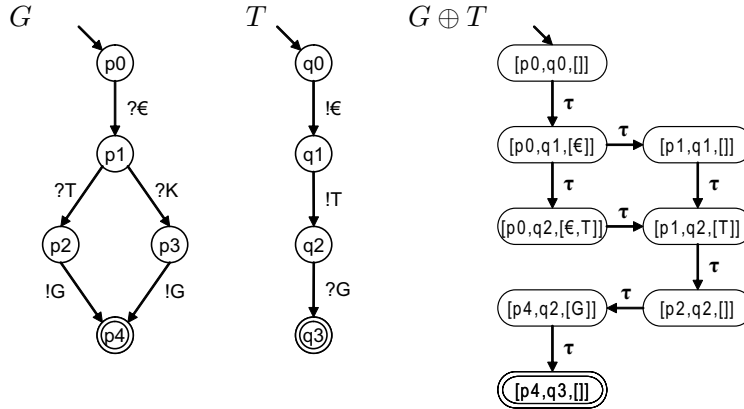 G T G ⊕ T
p0 q0 [p0,q0,[]]
?€ !€ τ
p1 q1 [p0,q1,[€]] τ [p1,q1,[]]
?T ?K !T τ τ
p2 p3 q2 [p0,q2,[€,T]] τ [p1,q2,[T]]
!G !G ?G τ
[p4,q2,[G]] τ [p2,q2,[]]
p4 q3 τ
[p4,q3,[]]